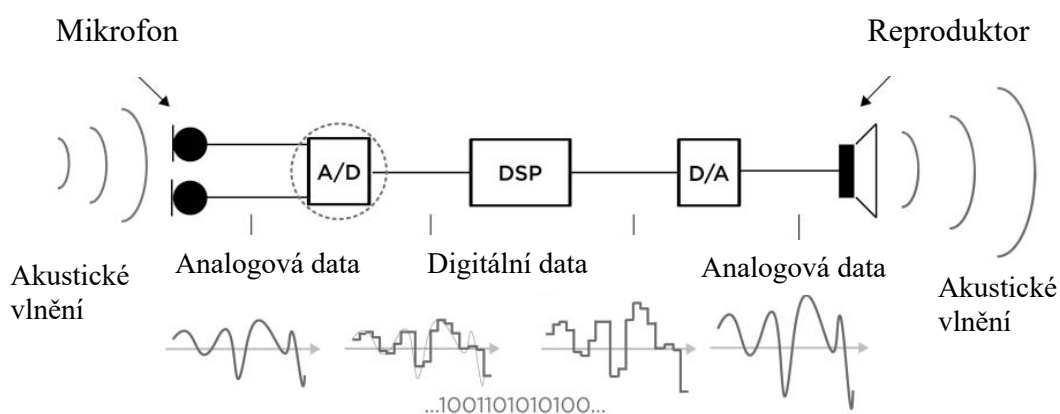 Mikrofon
Reproduktor
A/D
DSP
D/A
Analogová data
Digitální data
Analogová data
Akustické
vlnění
Akustické
vlnění
...1001101010100...